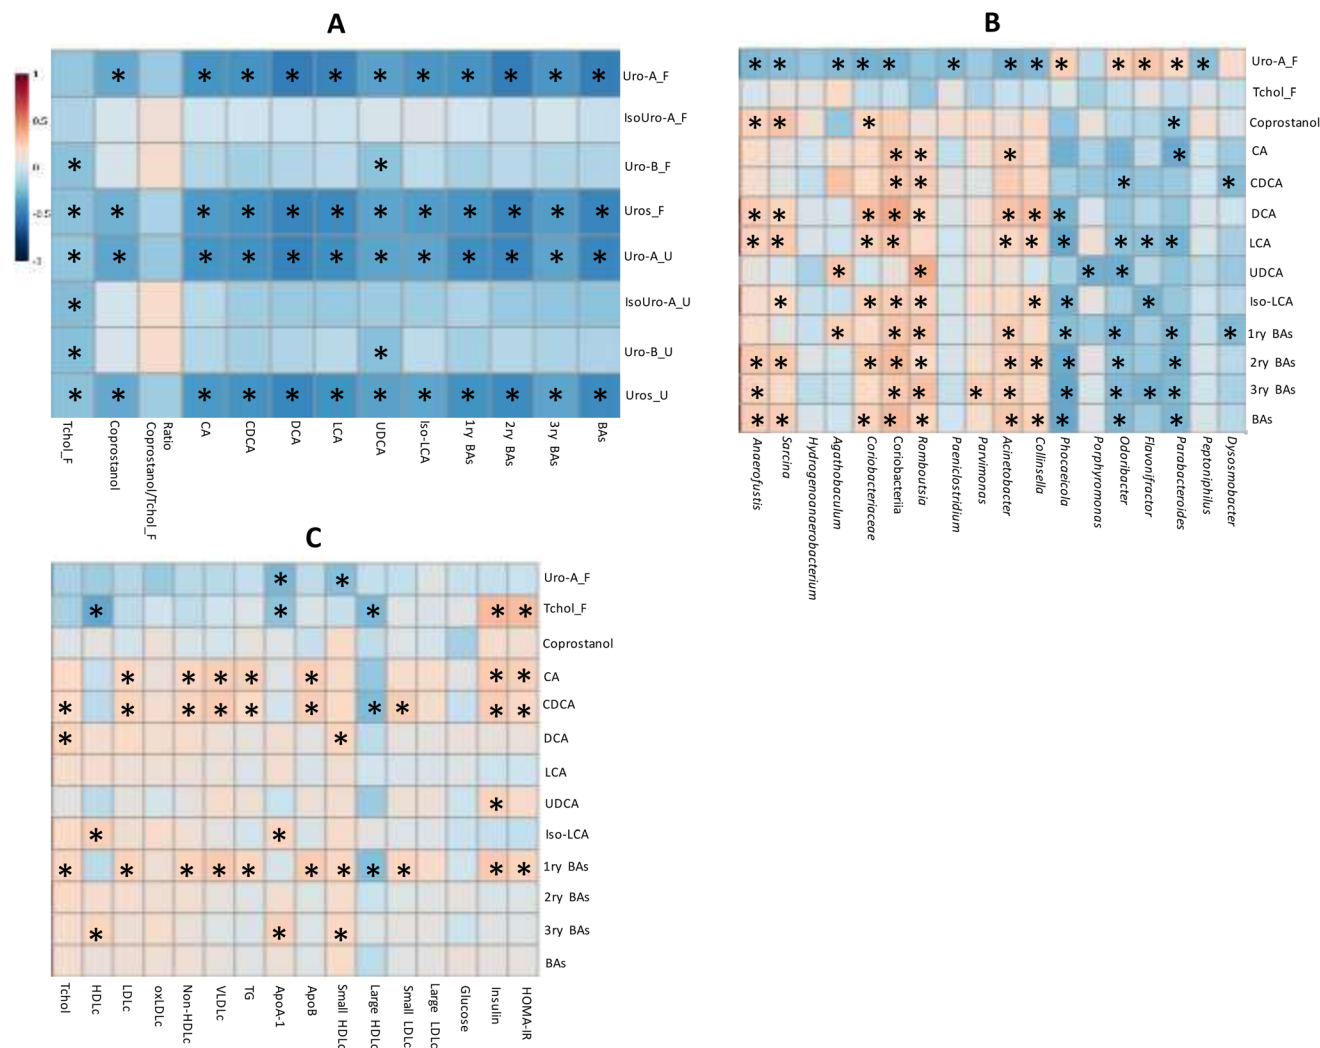 A
B
1
0.5
0
-0.5
-1
Uro-A_F
IsoUro-A_F
Uro-B_F
Uros_F
Uro-A_U
IsoUro-A_U
Uro-B_U
Uros_U
Tchol_F
Coprostanol
Ratio
Coprostanol/Tchol_F
CA
CDCA
DCA
LCA
UDCA
Iso-LCA
1ry BAs
2ry BAs
3ry BAs
BAs
Uro-A_F
Tchol_F
Coprostanol
CA
CDCA
DCA
LCA
UDCA
Iso-LCA
1ry BAs
2ry BAs
3ry BAs
BAs
Anaerofustis
Sarcina
Hydrogenoanaerobacterium
Agathobaculum
Coriobacteriaceae
Coriobacteriia
Romboutsia
Paeniclostridium
Parvimonas
Acinetobacter
Collinsella
Phocaeicola
Porphyromonas
Odoribacter
Flavonifractor
Parabacteroides
Peptoniphilus
Dysosmobacter
C
Uro-A_F
Tchol_F
Coprostanol
CA
CDCA
DCA
LCA
UDCA
Iso-LCA
1ry BAs
2ry BAs
3ry BAs
BAs
Tchol
HDLc
LDLc
oxLDLc
Non-HDLc
VLDLc
TG
ApoA-1
ApoB
Small HDLc
Large HDLc
Small LDLc
Large LDLc
Glucose
Insulin
HOMA-IR